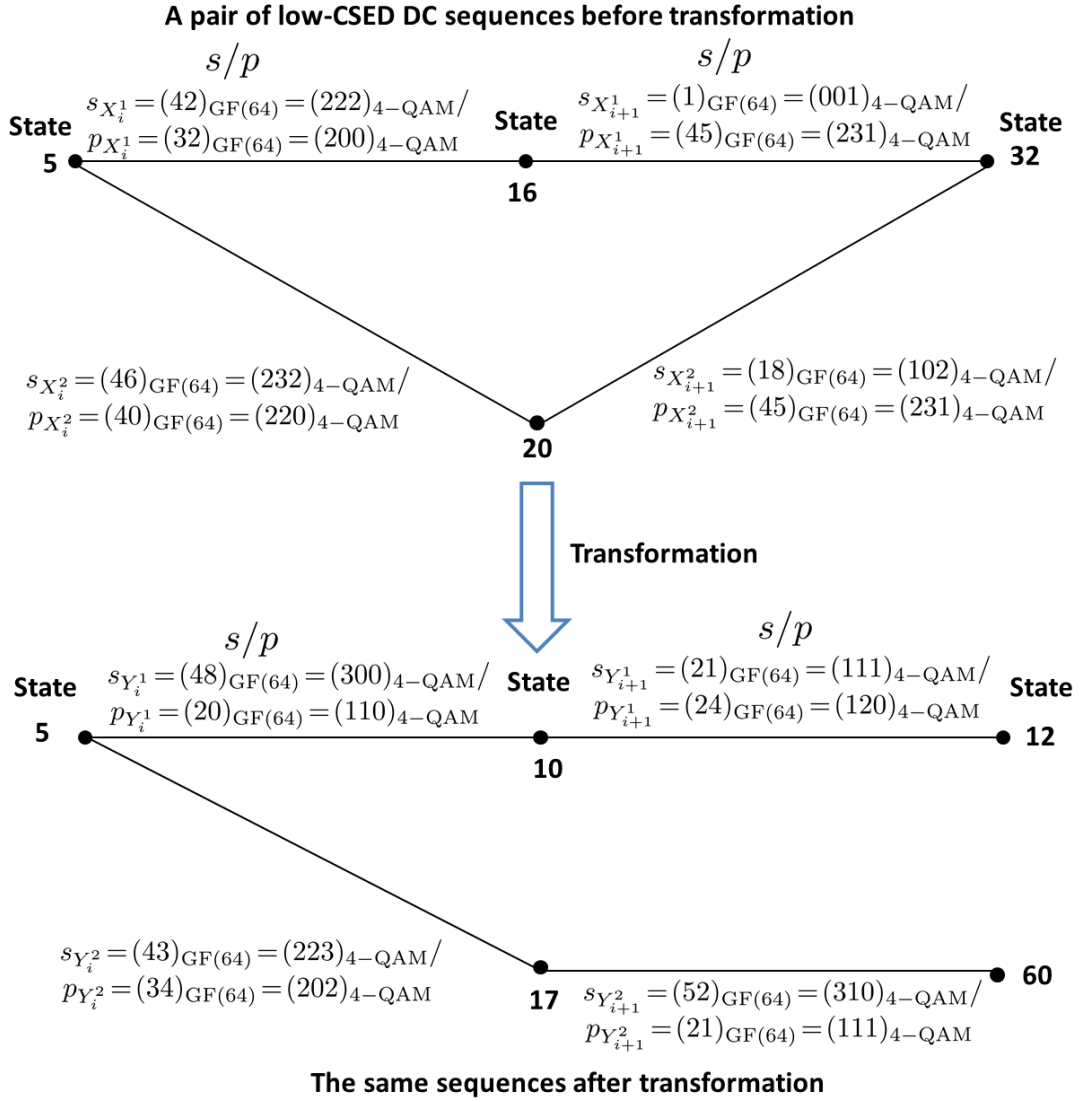 A pair of low-CSED DC sequences before transformation
s/p s/p
s_{X_i^1}=(42)_{GF(64)}=(222)_{4-QAM}/
p_{X_i^1}=(32)_{GF(64)}=(200)_{4-QAM}
s_{X_{i+1}^1}=(1)_{GF(64)}=(001)_{4-QAM}/
p_{X_{i+1}^1}=(45)_{GF(64)}=(231)_{4-QAM}
State
5
State
16
State
32
s_{X_i^2}=(46)_{GF(64)}=(232)_{4-QAM}/
p_{X_i^2}=(40)_{GF(64)}=(220)_{4-QAM}
s_{X_{i+1}^2}=(18)_{GF(64)}=(102)_{4-QAM}/
p_{X_{i+1}^2}=(45)_{GF(64)}=(231)_{4-QAM}
20
Transformation
s/p s/p
s_{Y_i^1}=(48)_{GF(64)}=(300)_{4-QAM}/
p_{Y_i^1}=(20)_{GF(64)}=(110)_{4-QAM}
s_{Y_{i+1}^1}=(21)_{GF(64)}=(111)_{4-QAM}/
p_{Y_{i+1}^1}=(24)_{GF(64)}=(120)_{4-QAM}
State
5
State
10
State
12
s_{Y_i^2}=(43)_{GF(64)}=(223)_{4-QAM}/
p_{Y_i^2}=(34)_{GF(64)}=(202)_{4-QAM}
17
s_{Y_{i+1}^2}=(52)_{GF(64)}=(310)_{4-QAM}/
p_{Y_{i+1}^2}=(21)_{GF(64)}=(111)_{4-QAM}
60
The same sequences after transformation